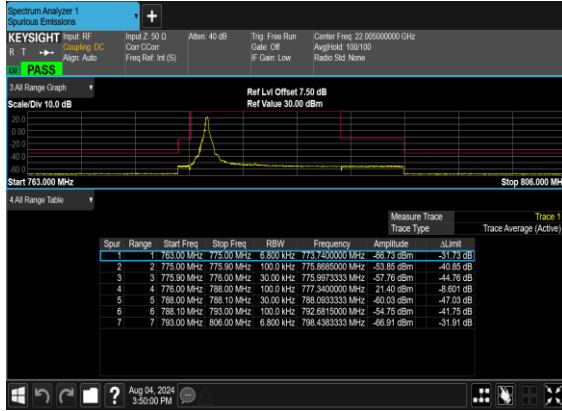 Spectrum Analyzer 1
Spurious Emissions
+
KEYSIGHT Input: RF Input Z: 50 Ω Atten: 40 dB Trig: Free Run Center Freq: 22.005000000 GHz
R T Coupling: DC Corr CCorr Gate: Off Avg|Hold: 100/100
Align: Auto Freq Ref: Int (S) IF Gain: Low Radio Std: None
PASS
3 All Range Graph
Ref Lvl Offset 7.50 dB
Scale/Div 10.0 dB Ref Value 30.00 dBm
20.0
0.00
-20.0
-40.0
-60.0
Start 763.000 MHz Stop 806.000 MH
4 All Range Table
Measure Trace Trace 1
Trace Type Trace Average (Active)
Spur Range Start Freq Stop Freq RBW Frequency Amplitude ΔLimit
1 1 763.00 MHz 775.00 MHz 6.800 kHz 773.7400000 MHz -66.73 dBm -31.73 dB
2 2 775.00 MHz 775.90 MHz 100.0 kHz 775.8685000 MHz -53.85 dBm -40.85 dB
3 3 775.90 MHz 776.00 MHz 30.00 kHz 775.9973333 MHz -57.76 dBm -44.76 dB
4 4 776.00 MHz 788.00 MHz 100.0 kHz 777.3400000 MHz 21.40 dBm -8.601 dB
5 5 788.00 MHz 788.10 MHz 30.00 kHz 788.0933333 MHz -60.03 dBm -47.03 dB
6 6 788.10 MHz 793.00 MHz 100.0 kHz 792.6815000 MHz -54.75 dBm -41.75 dB
7 7 793.00 MHz 806.00 MHz 6.800 kHz 798.4383333 MHz -66.91 dBm -31.91 dB
? Aug 04, 2024
3:50:00 PM